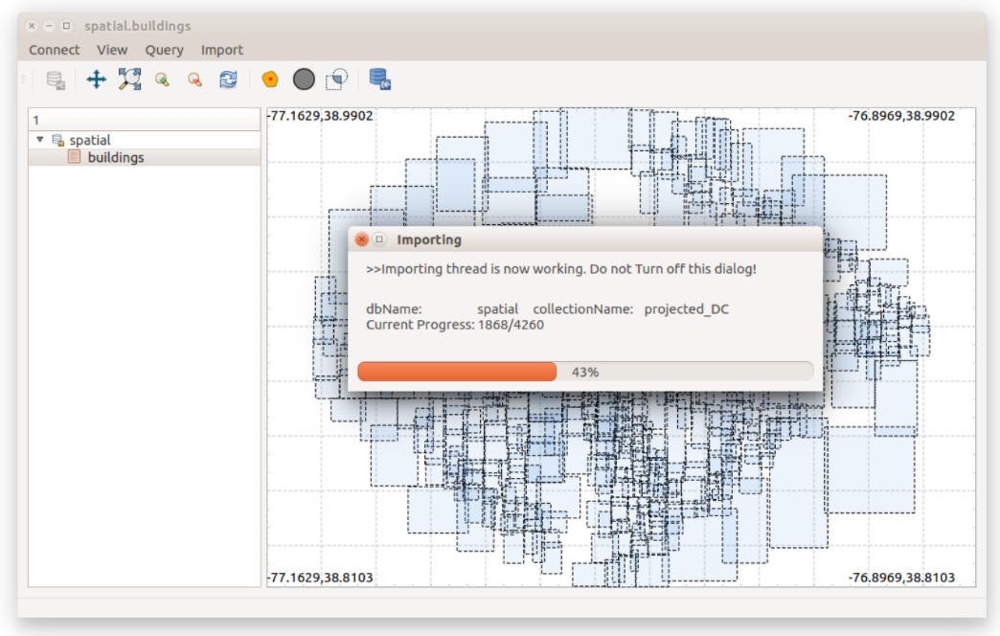 spatial.buildings
Connect View Query Import
1
spatial
buildings
-77.1629,38.9902
-76.8969,38.9902
Importing
>>Importing thread is now working. Do not Turn off this dialog!
dbName: spatial collectionName: projected_DC
Current Progress: 1868/4260
43%
-77.1629,38.8103
-76.8969,38.8103